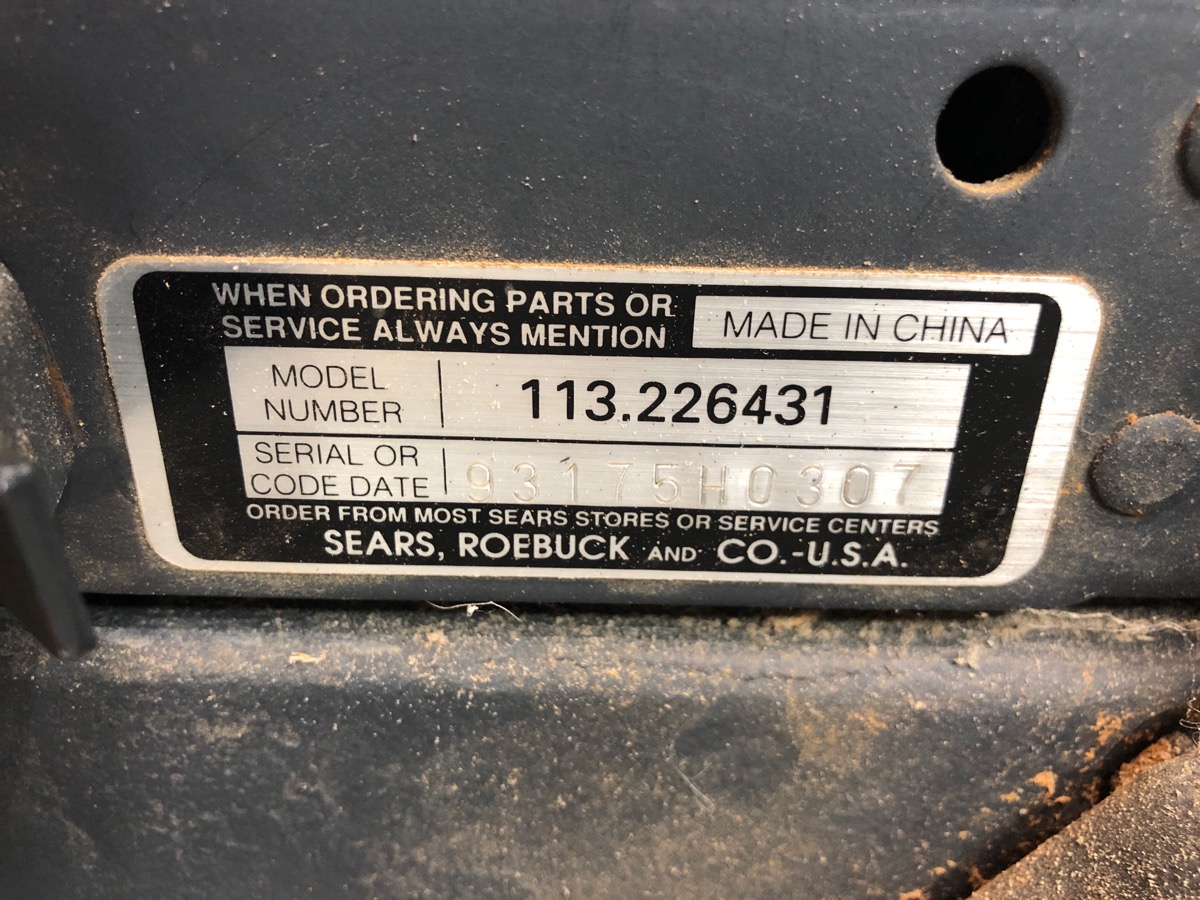 WHEN ORDERING PARTS OR
SERVICE ALWAYS MENTION
MADE IN CHINA
MODEL
NUMBER
113.226431
SERIAL OR
CODE DATE
93175H0307
ORDER FROM MOST SEARS STORES OR SERVICE CENTERS
SEARS, ROEBUCK AND CO.-U.S.A.